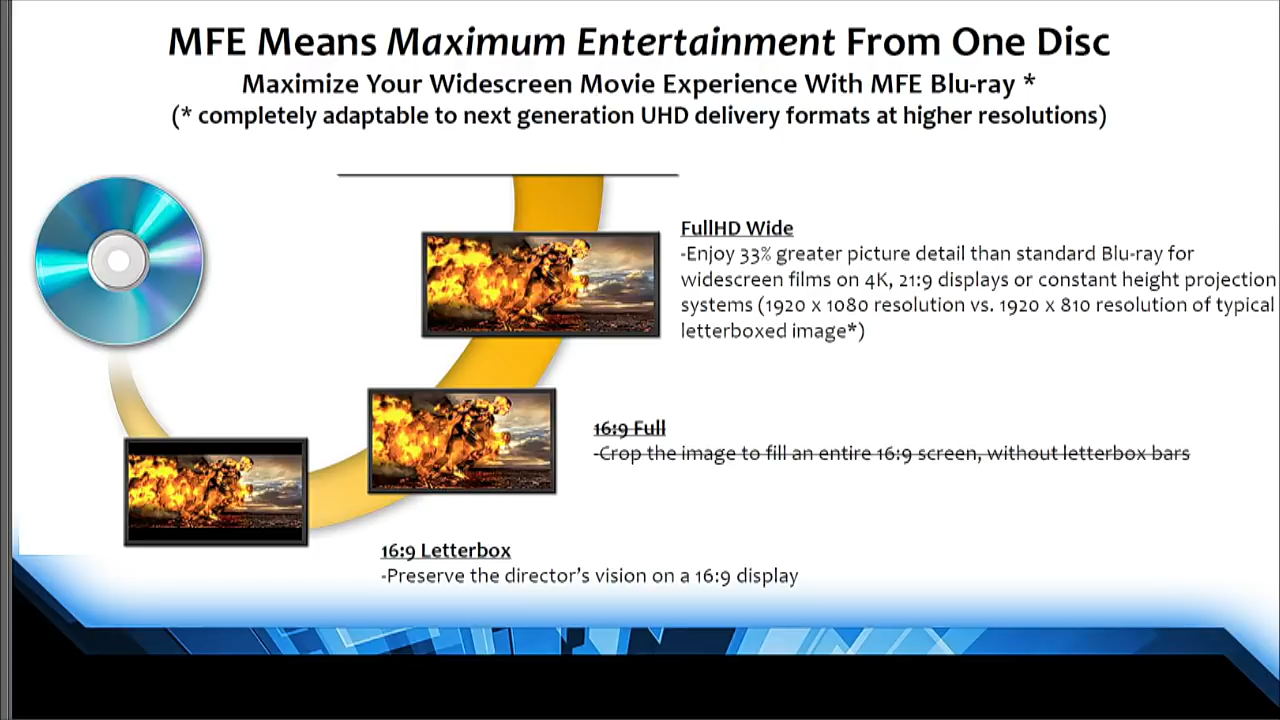 MFE Means Maximum Entertainment From One Disc
Maximize Your Widescreen Movie Experience With MFE Blu-ray *
(* completely adaptable to next generation UHD delivery formats at higher resolutions)
FullHD Wide
-Enjoy 33% greater picture detail than standard Blu-ray for
widescreen films on 4K, 21:9 displays or constant height projection
systems (1920 x 1080 resolution vs. 1920 x 810 resolution of typical
letterboxed image*)
16:9 Full
-Crop the image to fill an entire 16:9 screen, without letterbox bars
16:9 Letterbox
-Preserve the director's vision on a 16:9 display